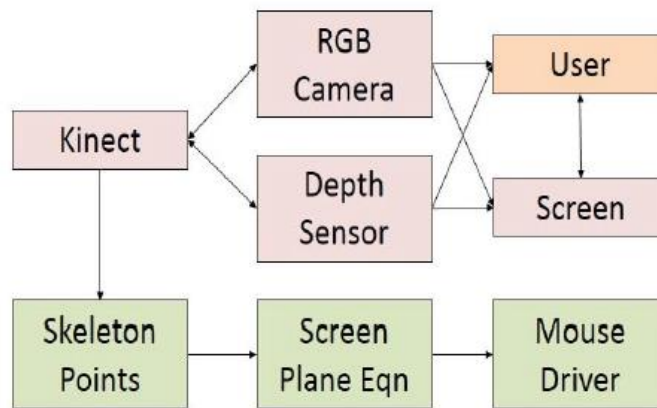 RGB
Camera
User
Kinect
Depth
Sensor
Screen
Skeleton
Points
Screen
Plane Eqn
Mouse
Driver